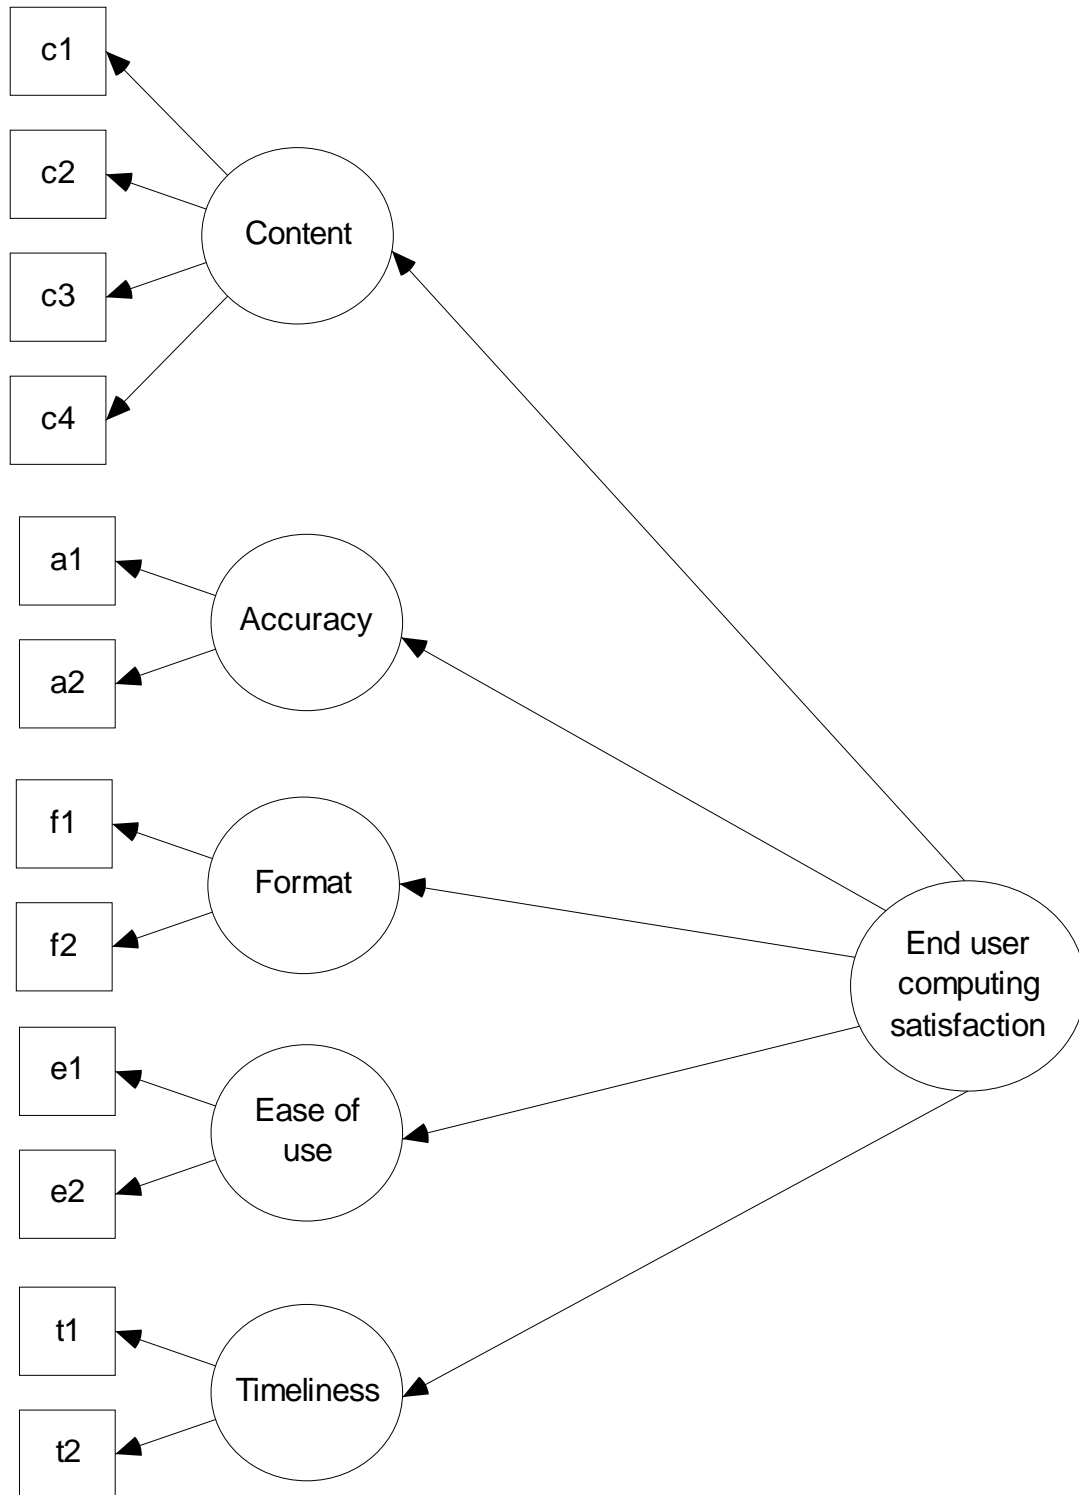 c1
c2
c3
c4
Content
a1
a2
Accuracy
f1
f2
Format
e1
e2
Ease of
use
t1
t2
Timeliness
End user
computing
satisfaction